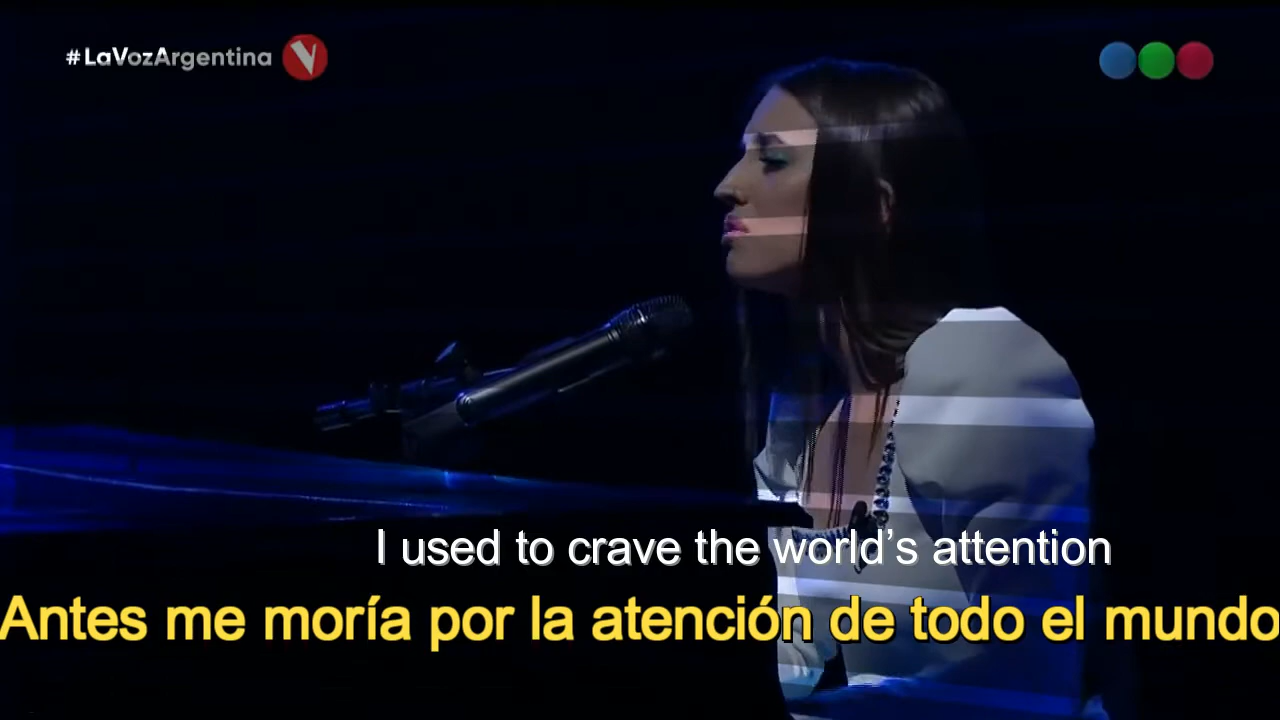 #LaVozArgentina
I used to crave the world’s attention
Antes me moría por la atención de todo el mundo